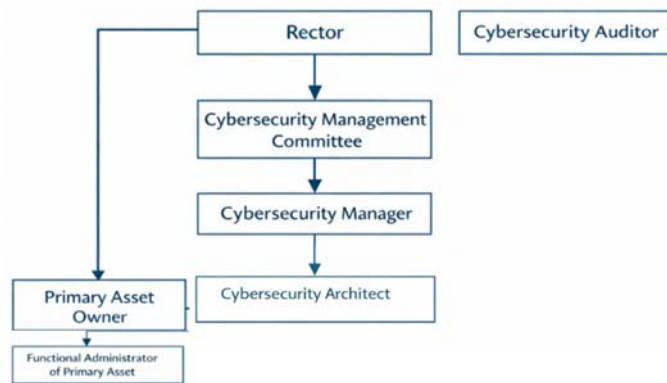 Rector
Cybersecurity Auditor
Cybersecurity Management
Committee
Cybersecurity Manager
Cybersecurity Architect
Primary Asset
Owner
Functional Administrator
of Primary Asset